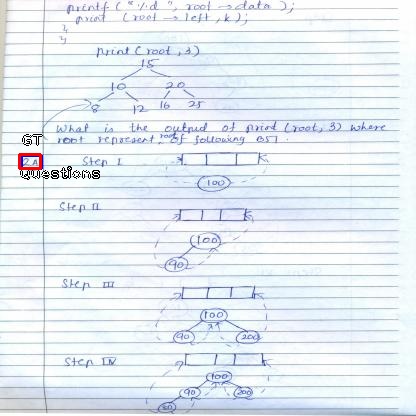 printf ("%d", root → data);
print (root → left, k);
}
}
print (root, 3)
15
10 20
8 12 16 25
What is the output of print (root, 3) where
root represent root of following BST.
GT
2A Step I
100
Questions
Step II
100
90
Step III
100
90 200
Step IV
100
90 200